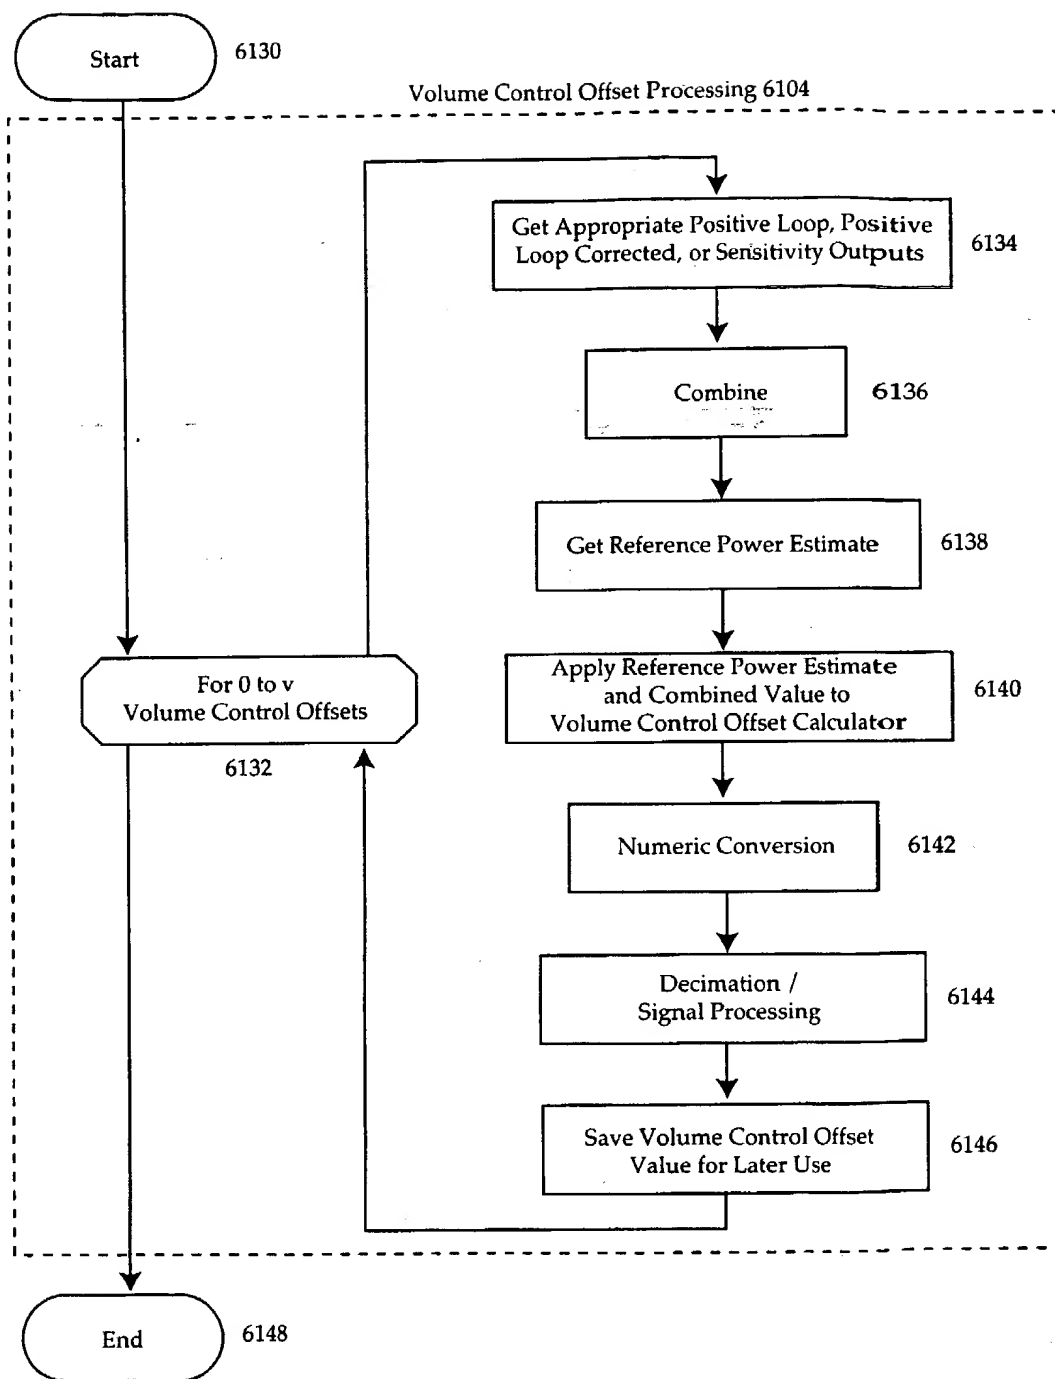 Start
6130
Volume Control Offset Processing 6104
Get Appropriate Positive Loop, Positive
Loop Corrected, or Sensitivity Outputs
6134
Combine
6136
Get Reference Power Estimate
6138
For 0 to v
Volume Control Offsets
6132
Apply Reference Power Estimate
and Combined Value to
Volume Control Offset Calculator
6140
Numeric Conversion
6142
Decimation /
Signal Processing
6144
Save Volume Control Offset
Value for Later Use
6146
End
6148